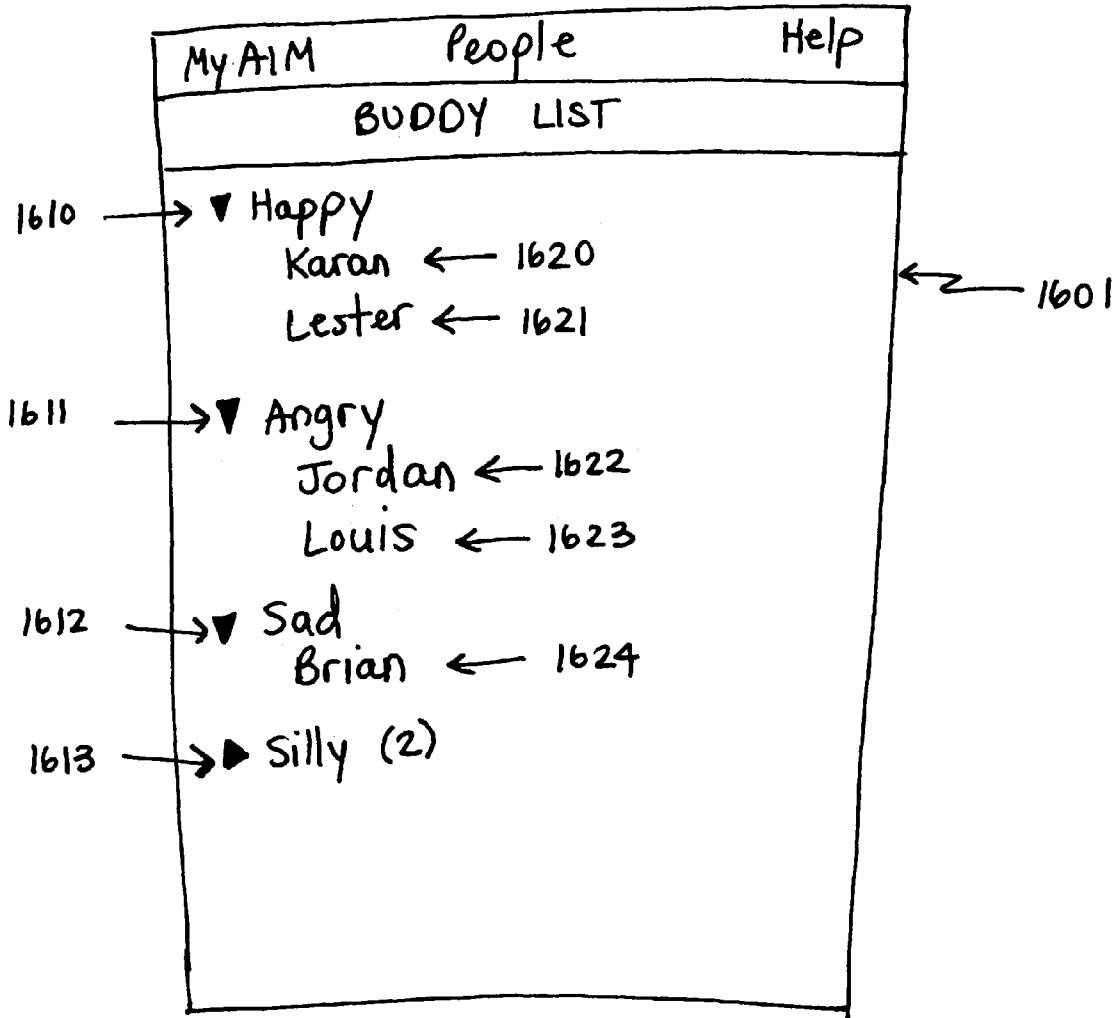 My AIM People Help
BUDDY LIST
1610 Happy
Karan 1620
1601
Lester 1621
1611 Angry
Jordan 1622
Louis 1623
1612 Sad
Brian 1624
1613 Silly (2)